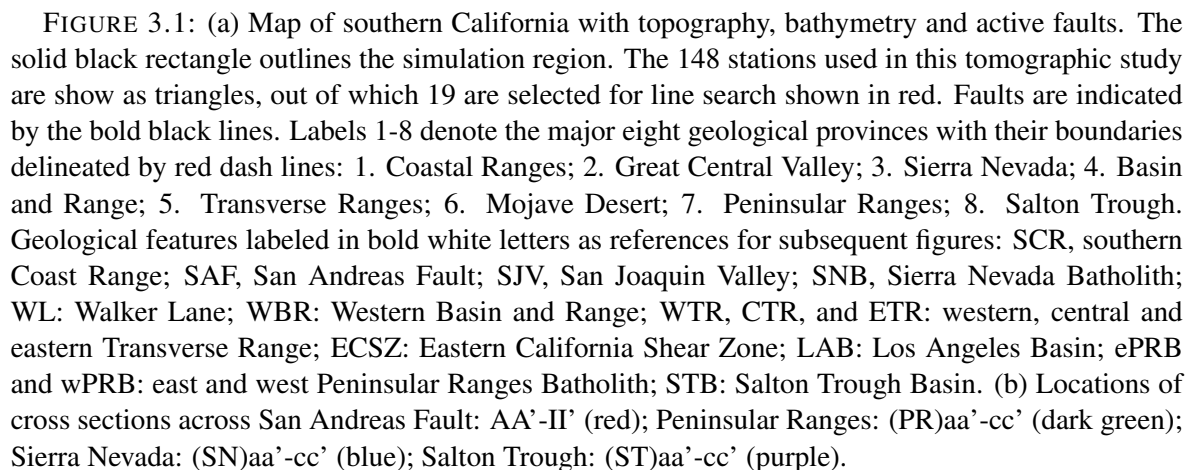 FIGURE 3.1: (a) Map of southern California with topography, bathymetry and active faults. The
solid black rectangle outlines the simulation region. The 148 stations used in this tomographic study
are show as triangles, out of which 19 are selected for line search shown in red. Faults are indicated
by the bold black lines. Labels 1-8 denote the major eight geological provinces with their boundaries
delineated by red dash lines: 1. Coastal Ranges; 2. Great Central Valley; 3. Sierra Nevada; 4. Basin
and Range; 5. Transverse Ranges; 6. Mojave Desert; 7. Peninsular Ranges; 8. Salton Trough.
Geological features labeled in bold white letters as references for subsequent figures: SCR, southern
Coast Range; SAF, San Andreas Fault; SJV, San Joaquin Valley; SNB, Sierra Nevada Batholith;
WL: Walker Lane; WBR: Western Basin and Range; WTR, CTR, and ETR: western, central and
eastern Transverse Range; ECSZ: Eastern California Shear Zone; LAB: Los Angeles Basin; ePRB
and wPRB: east and west Peninsular Ranges Batholith; STB: Salton Trough Basin. (b) Locations of
cross sections across San Andreas Fault: AA'-II' (red); Peninsular Ranges: (PR)aa'-cc' (dark green);
Sierra Nevada: (SN)aa'-cc' (blue); Salton Trough: (ST)aa'-cc' (purple).